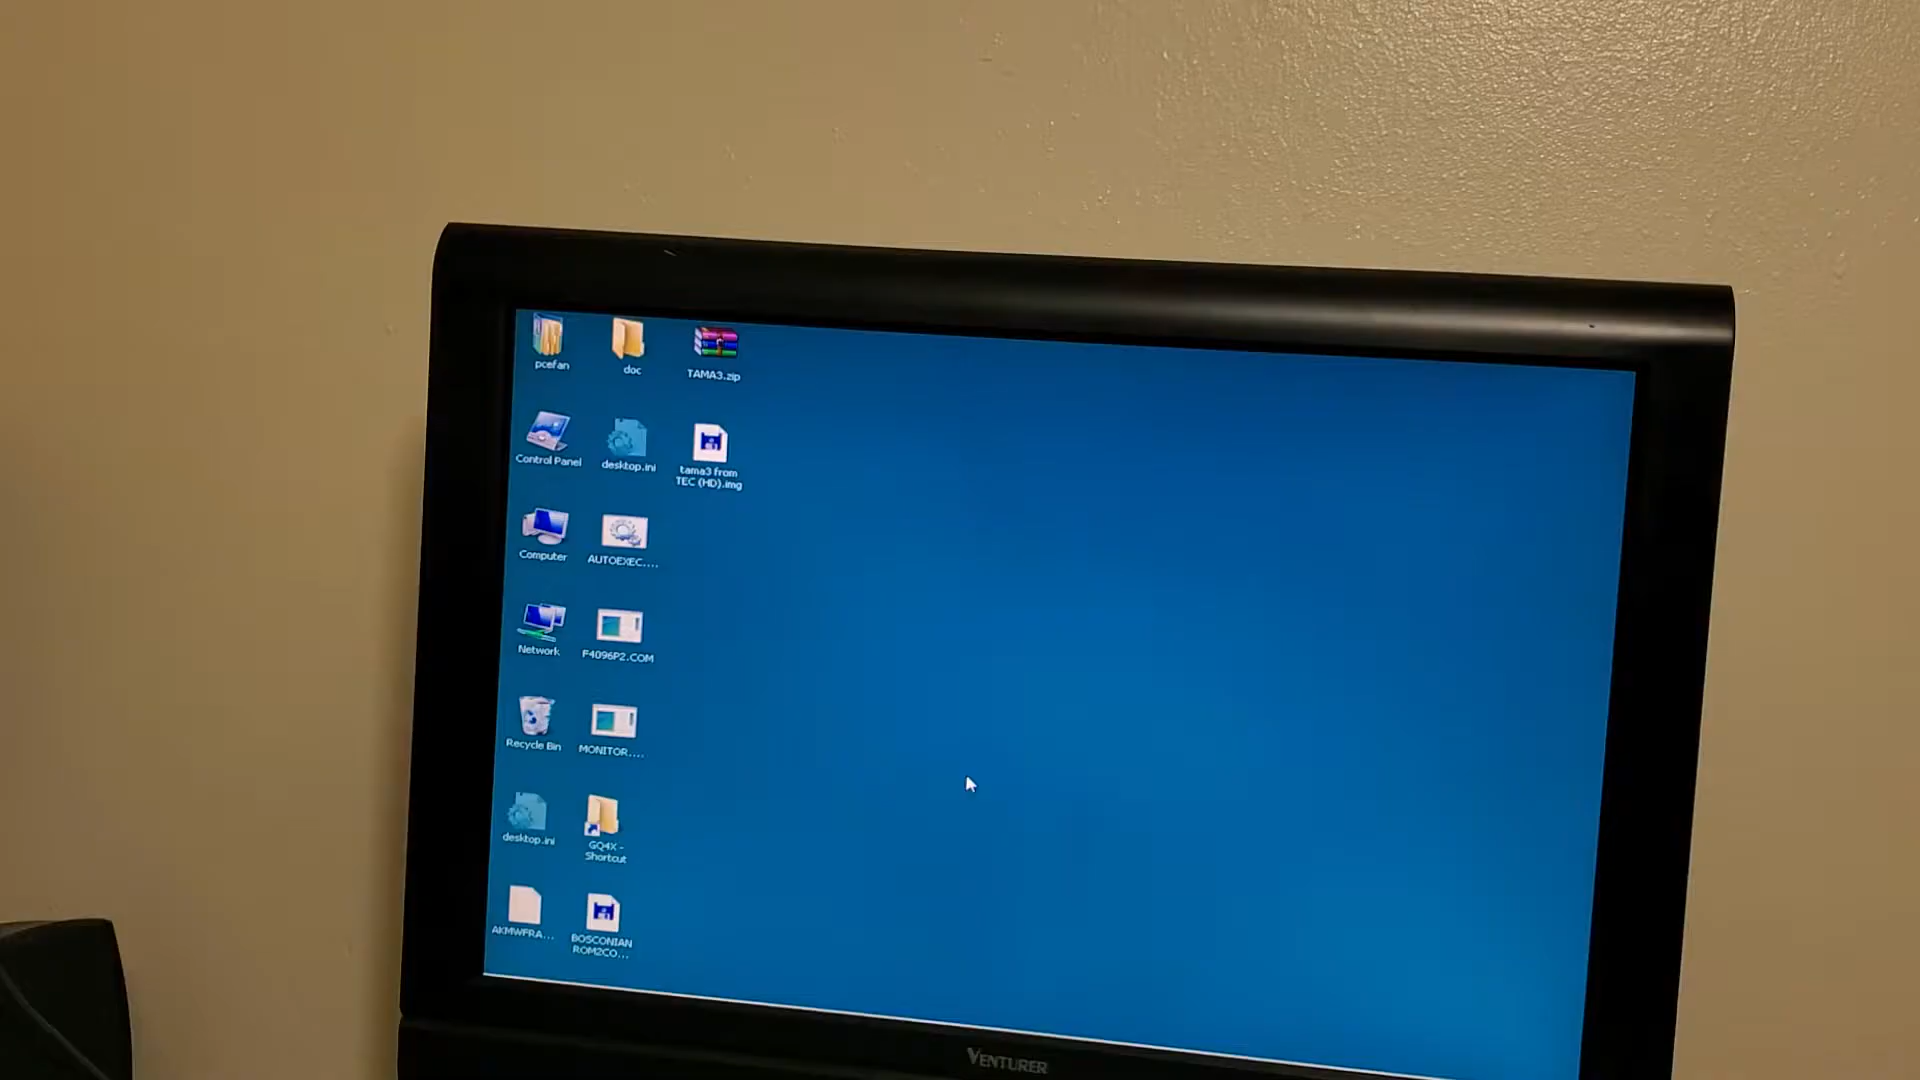 pcefan
doc
TAMA3.zip
Control Panel
desktop.ini
tama3 from
TEC (HD).img
Computer
AUTOEXEC....
Network
F4096P2.COM
Recycle Bin
MONITOR....
desktop.ini
GQ4X -
Shortcut
AKMWFRA...
BOSCONIAN
ROM2CO...
VENTURER